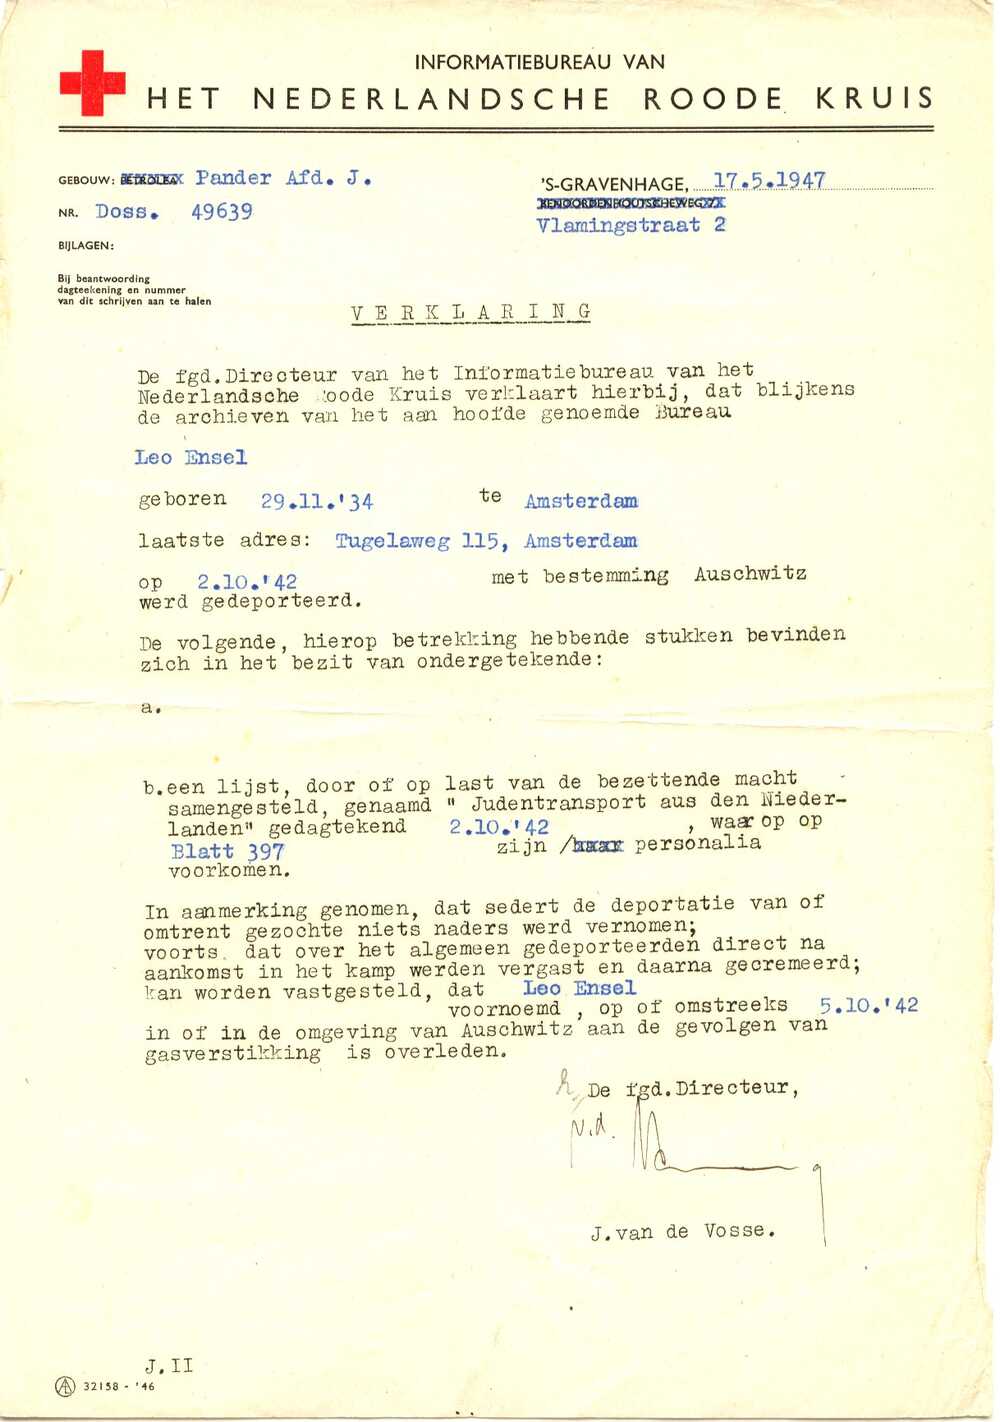 INFORMATIEBUREAU VAN
HET NEDERLANDSCHE ROODE KRUIS
GEBOUW: PETROLEA Pander Afd. J.
'S-GRAVENHAGE, 17.5.1947
NR. Doss. 49639
Vlamingstraat 2
BIJLAGEN:
Bij beantwoording
dagteekening en nummer
van dit schrijven aan te halen
VERKLARING
De fgd.Directeur van het Informatiebureau van het
Nederlandsche Roode Kruis verklaart hierbij, dat blijkens
de archieven van het aan hoofde genoemde Bureau
Leo Ensel
geboren 29.11.'34 te Amsterdam
laatste adres: Tugelaweg 115, Amsterdam
op 2.10.'42 met bestemming Auschwitz
werd gedeporteerd.
De volgende, hierop betrekking hebbende stukken bevinden
zich in het bezit van ondergetekende:
a.
b.een lijst, door of op last van de bezettende macht
samengesteld, genaamd " Judentransport aus den Nieder-
landen" gedagtekend 2.10.'42 , waarop op
Blatt 397 zijn /haar personalia
voorkomen.
In aanmerking genomen, dat sedert de deportatie van of
omtrent gezochte niets naders werd vernomen;
voorts dat over het algemeen gedeporteerden direct na
aankomst in het kamp werden vergast en daarna gecremeerd;
kan worden vastgesteld, dat Leo Ensel
voornoemd , op of omstreeks 5.10.'42
in of in de omgeving van Auschwitz aan de gevolgen van
gasverstikking is overleden.
De fgd.Directeur,
J.van de Vosse.
J.II
32158 - '46